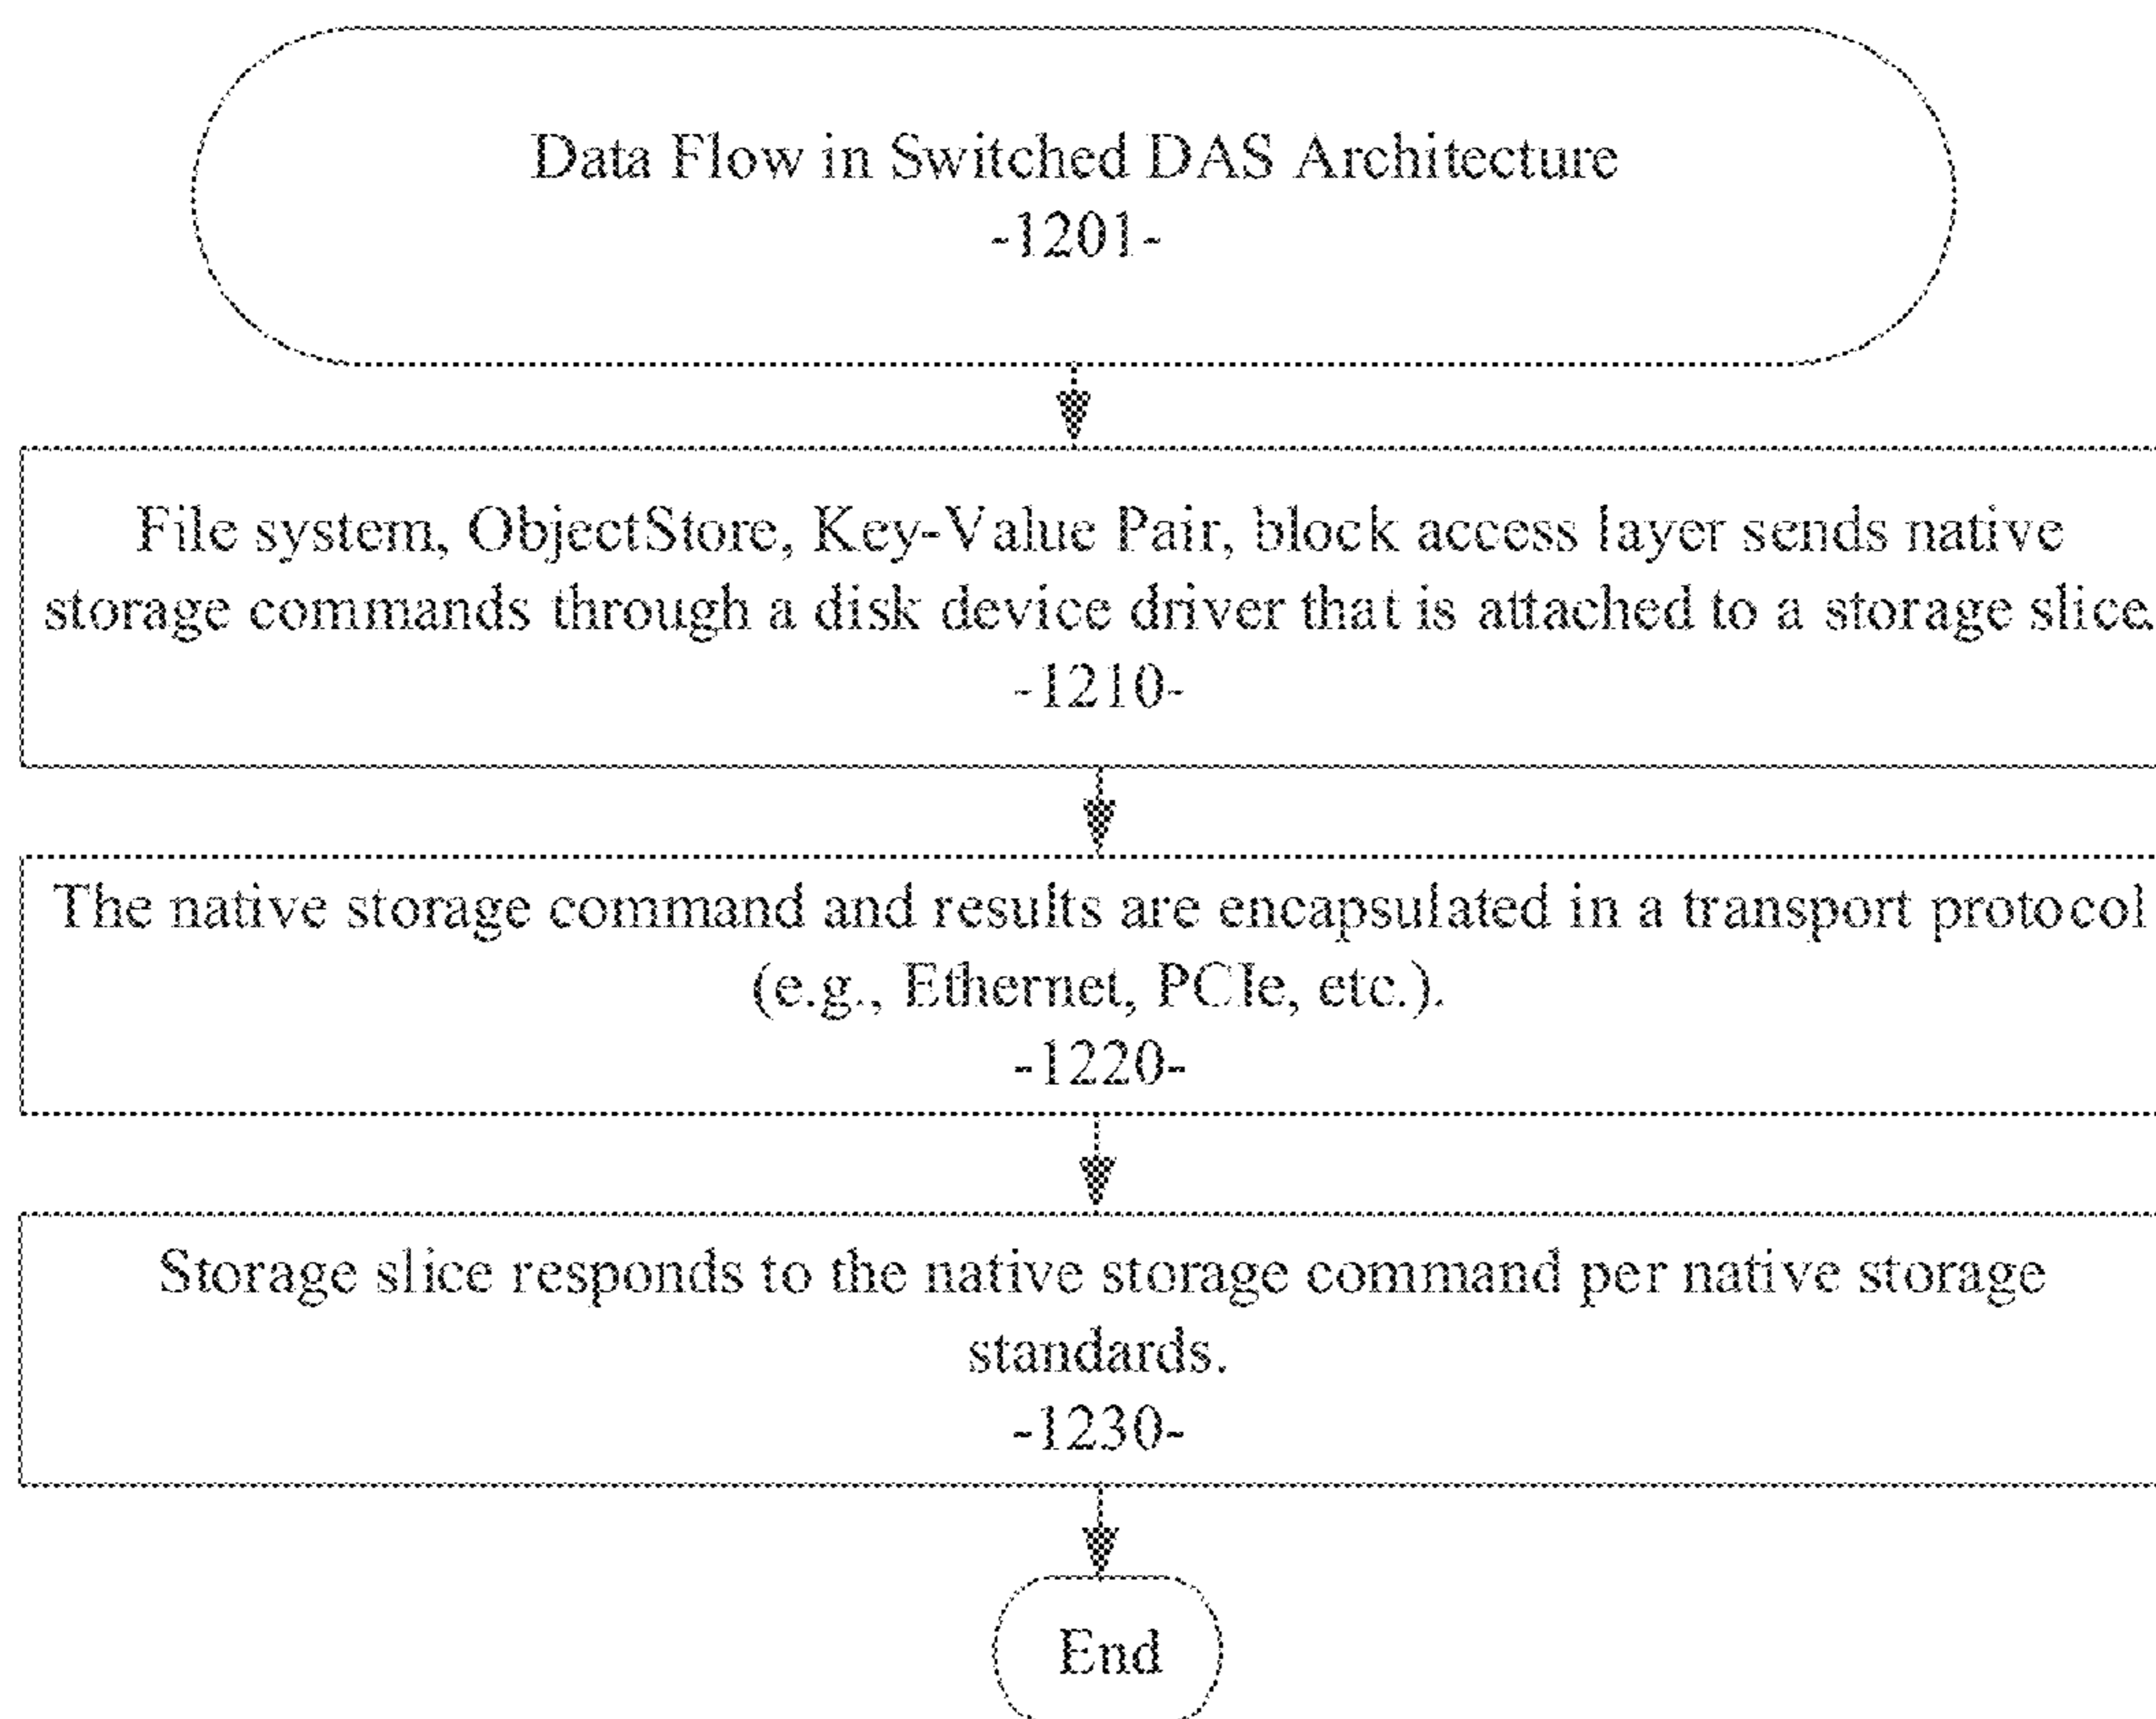 Data Flow in Switched DAS Architecture
-1201-
File system, ObjectStore, Key-Value Pair, block access layer sends native
storage commands through a disk device driver that is attached to a storage slice.
-1210-
The native storage command and results are encapsulated in a transport protocol
(e.g., Ethernet, PCIe, etc.).
-1220-
Storage slice responds to the native storage command per native storage
standards.
-1230-
End